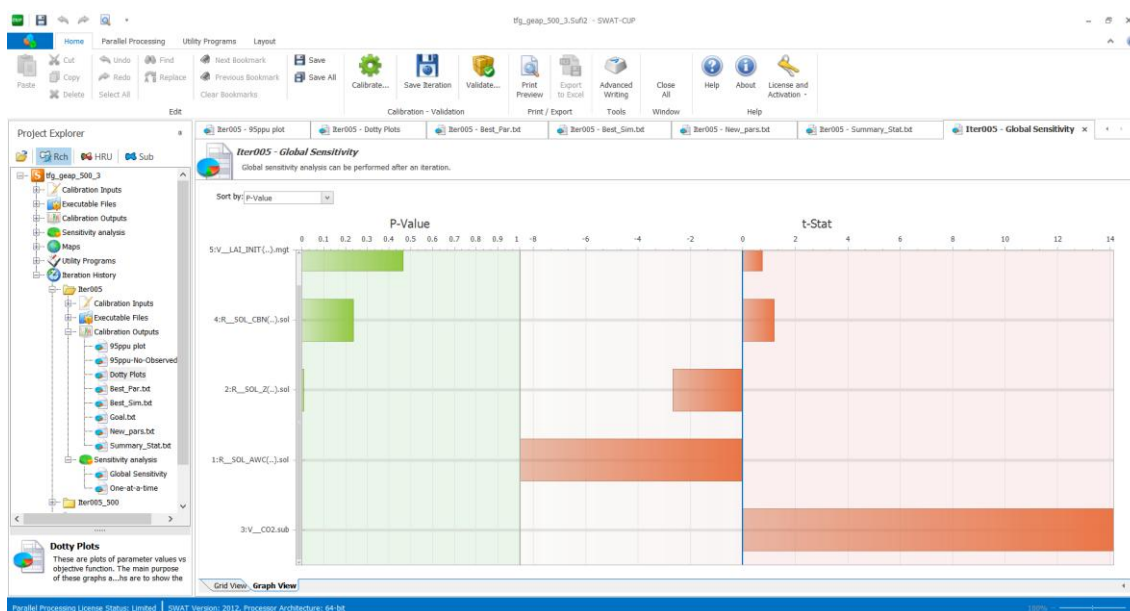 tfg_geap_500_3.Sufi2 - SWAT-CUP
Home Parallel Processing Utility Programs Layout
Paste
Cut
Copy
Delete
Undo
Redo
Select All
Find
Replace
Edit
Next Bookmark
Previous Bookmark
Clear Bookmarks
Save
Save All
Calibrate...
Save Iteration
Validate...
Calibration - Validation
Print Preview
Export to Excel
Print / Export
Advanced Writing
Tools
Close All
Window
Help
About
License and Activation
Help
Project Explorer
Rch HRU Sub
tfg_geap_500_3
Calibration Inputs
Executable Files
Calibration Outputs
Sensitivity analysis
Maps
Utility Programs
Iteration History
Iter005
Calibration Inputs
Executable Files
Calibration Outputs
95ppu plot
95ppu-No-Observed
Dotty Plots
Best_Par.txt
Best_Sim.txt
Goal.txt
New_pars.txt
Summary_Stat.txt
Sensitivity analysis
Global Sensitivity
One-at-a-time
Iter005_500
Dotty Plots
These are plots of parameter values vs
objective function. The main purpose
of these graphs a...hs are to show the
Iter005 - 95ppu plot
Iter005 - Dotty Plots
Iter005 - Best_Par.txt
Iter005 - Best_Sim.txt
Iter005 - New_pars.txt
Iter005 - Summary_Stat.txt
Iter005 - Global Sensitivity
Iter005 - Global Sensitivity
Global sensitivity analysis can be performed after an iteration.
Sort by: P-Value
P-Value t-Stat
0 0.1 0.2 0.3 0.4 0.5 0.6 0.7 0.8 0.9 1 -8 -6 -4 -2 0 2 4 6 8 10 12 14
5:V__LAI_INIT(..).mgt
4:R__SOL_CBN(..).sol
2:R__SOL_Z(..).sol
1:R__SOL_AWC(..).sol
3:V__CO2.sub
Grid View Graph View
Parallel Processing License Status: Limited SWAT Version: 2012, Processor Architecture: 64-bit
100%